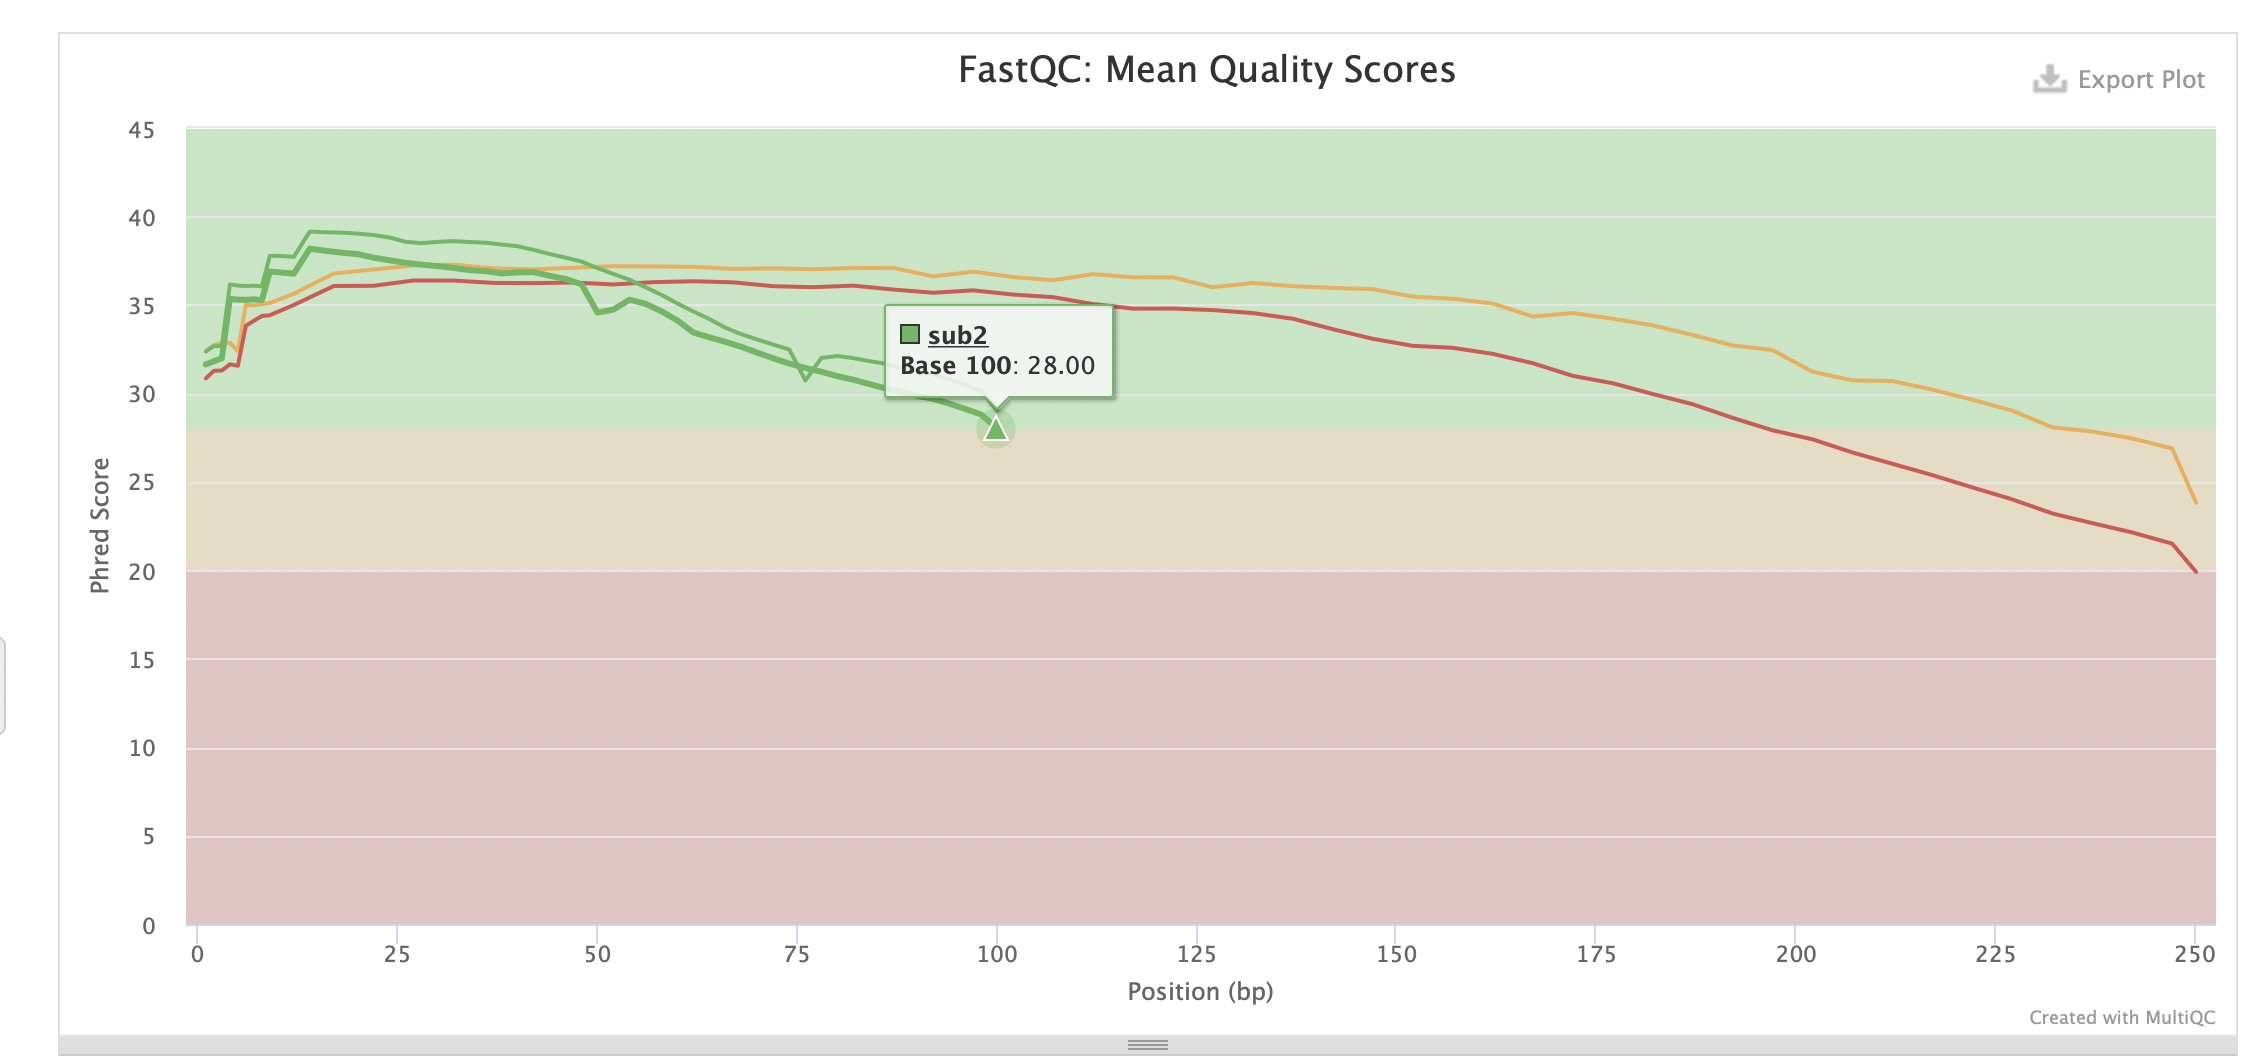 FastQC: Mean Quality Scores
Export Plot
45
40
35
30
25
20
15
10
5
0
Phred Score
sub2
Base 100: 28.00
0 25 50 75 100 125 150 175 200 225 250
Position (bp)
Created with MultiQC